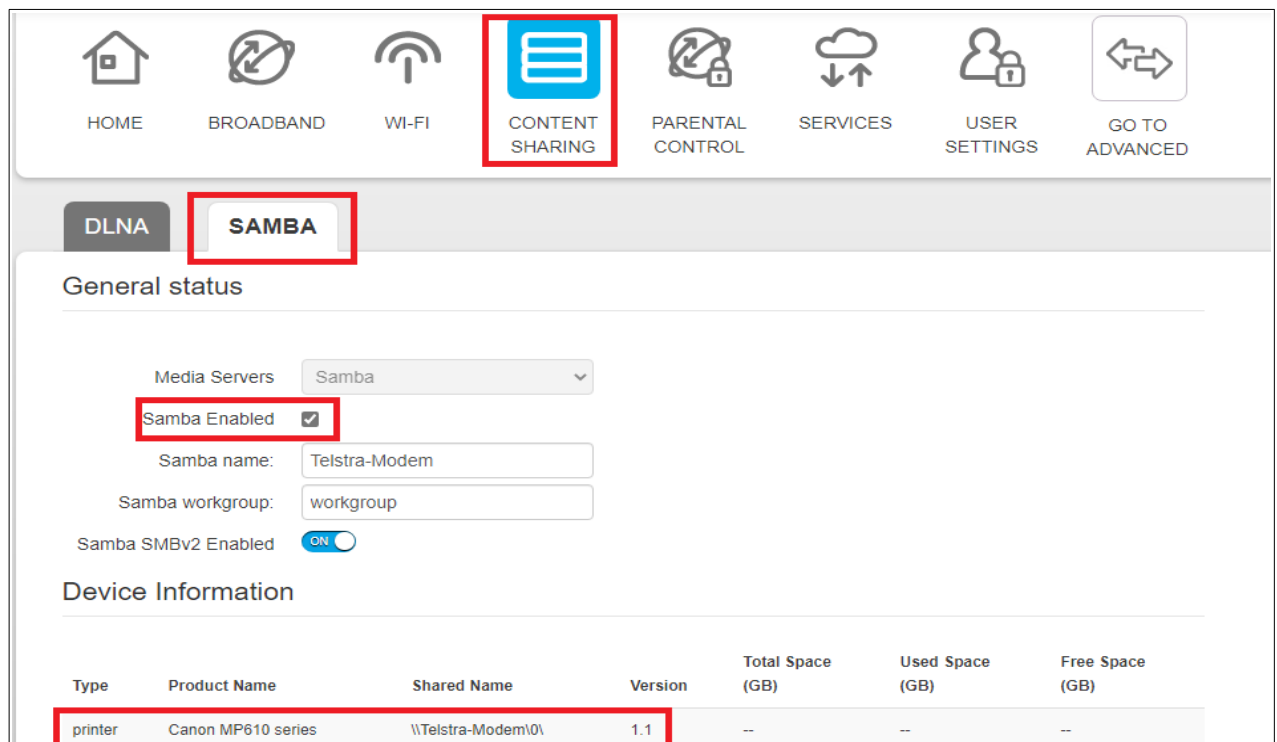 HOME BROADBAND WI-FI CONTENT PARENTAL SERVICES USER GO TO
SHARING CONTROL SETTINGS ADVANCED
DLNA SAMBA
General status
Media Servers Samba
Samba Enabled
Samba name: Telstra-Modem
Samba workgroup: workgroup
Samba SMBv2 Enabled ON
Device Information
Total Space Used Space Free Space
Type Product Name Shared Name Version (GB) (GB) (GB)
printer Canon MP610 series \\Telstra-Modem\0\ 1.1 -- -- --